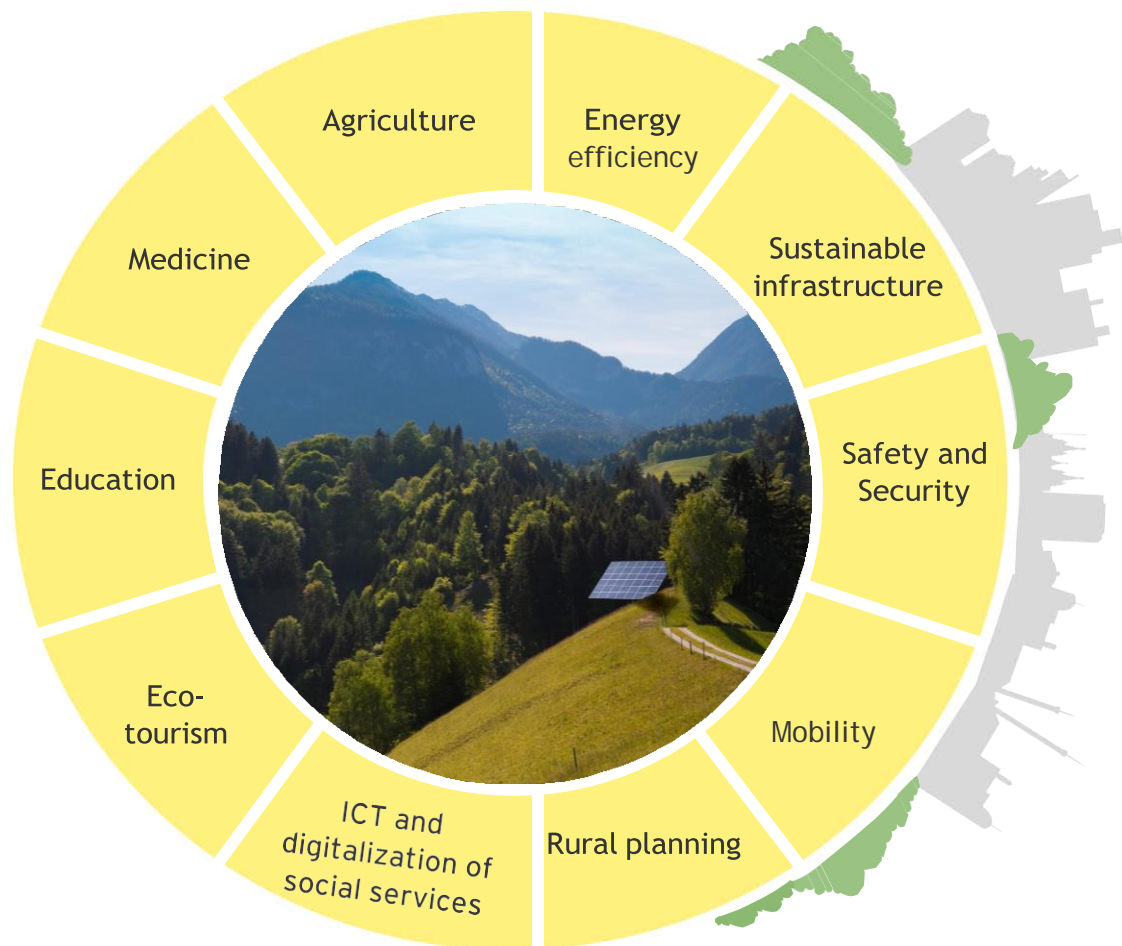 Agriculture
Energy
efficiency
Medicine
Sustainable
infrastructure
Education
Safety and
Security
Eco-
tourism
Mobility
ICT and
digitalization of
social services
Rural planning